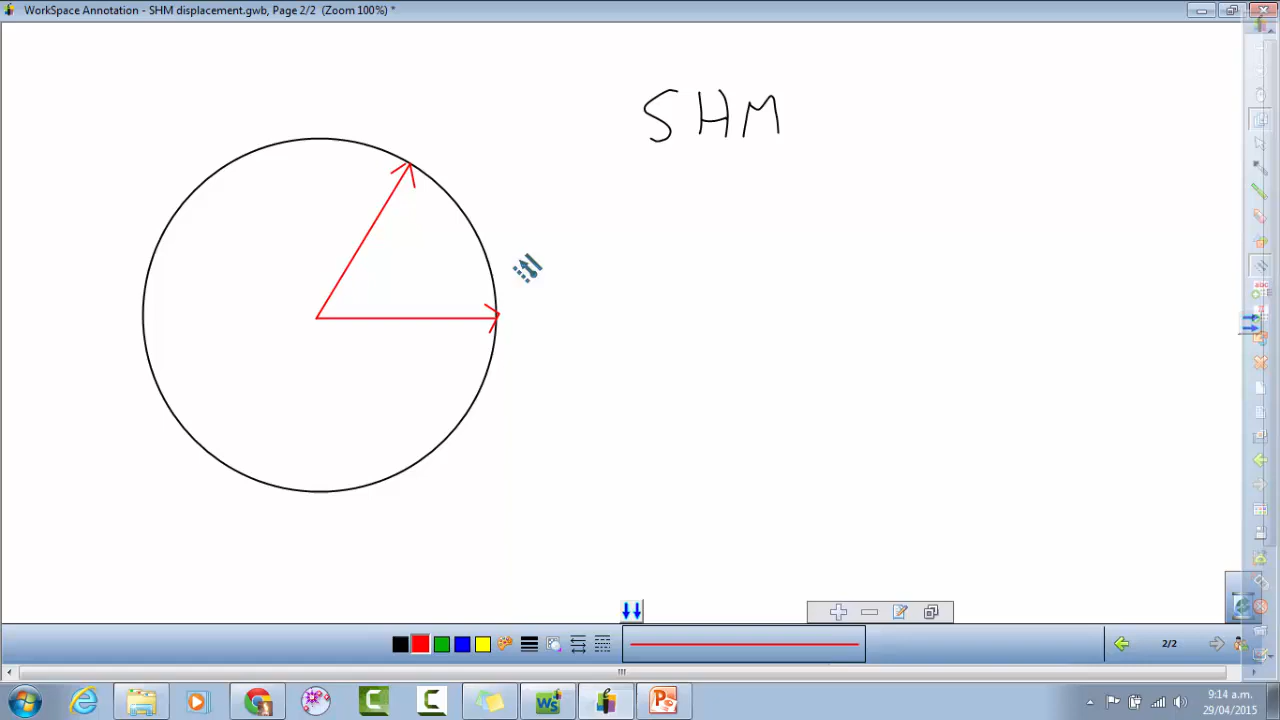 WorkSpace Annotation - SHM displacement.gwb, Page 2/2 (Zoom 100%) *
SHM
2/2
9:14 a.m.
29/04/2015